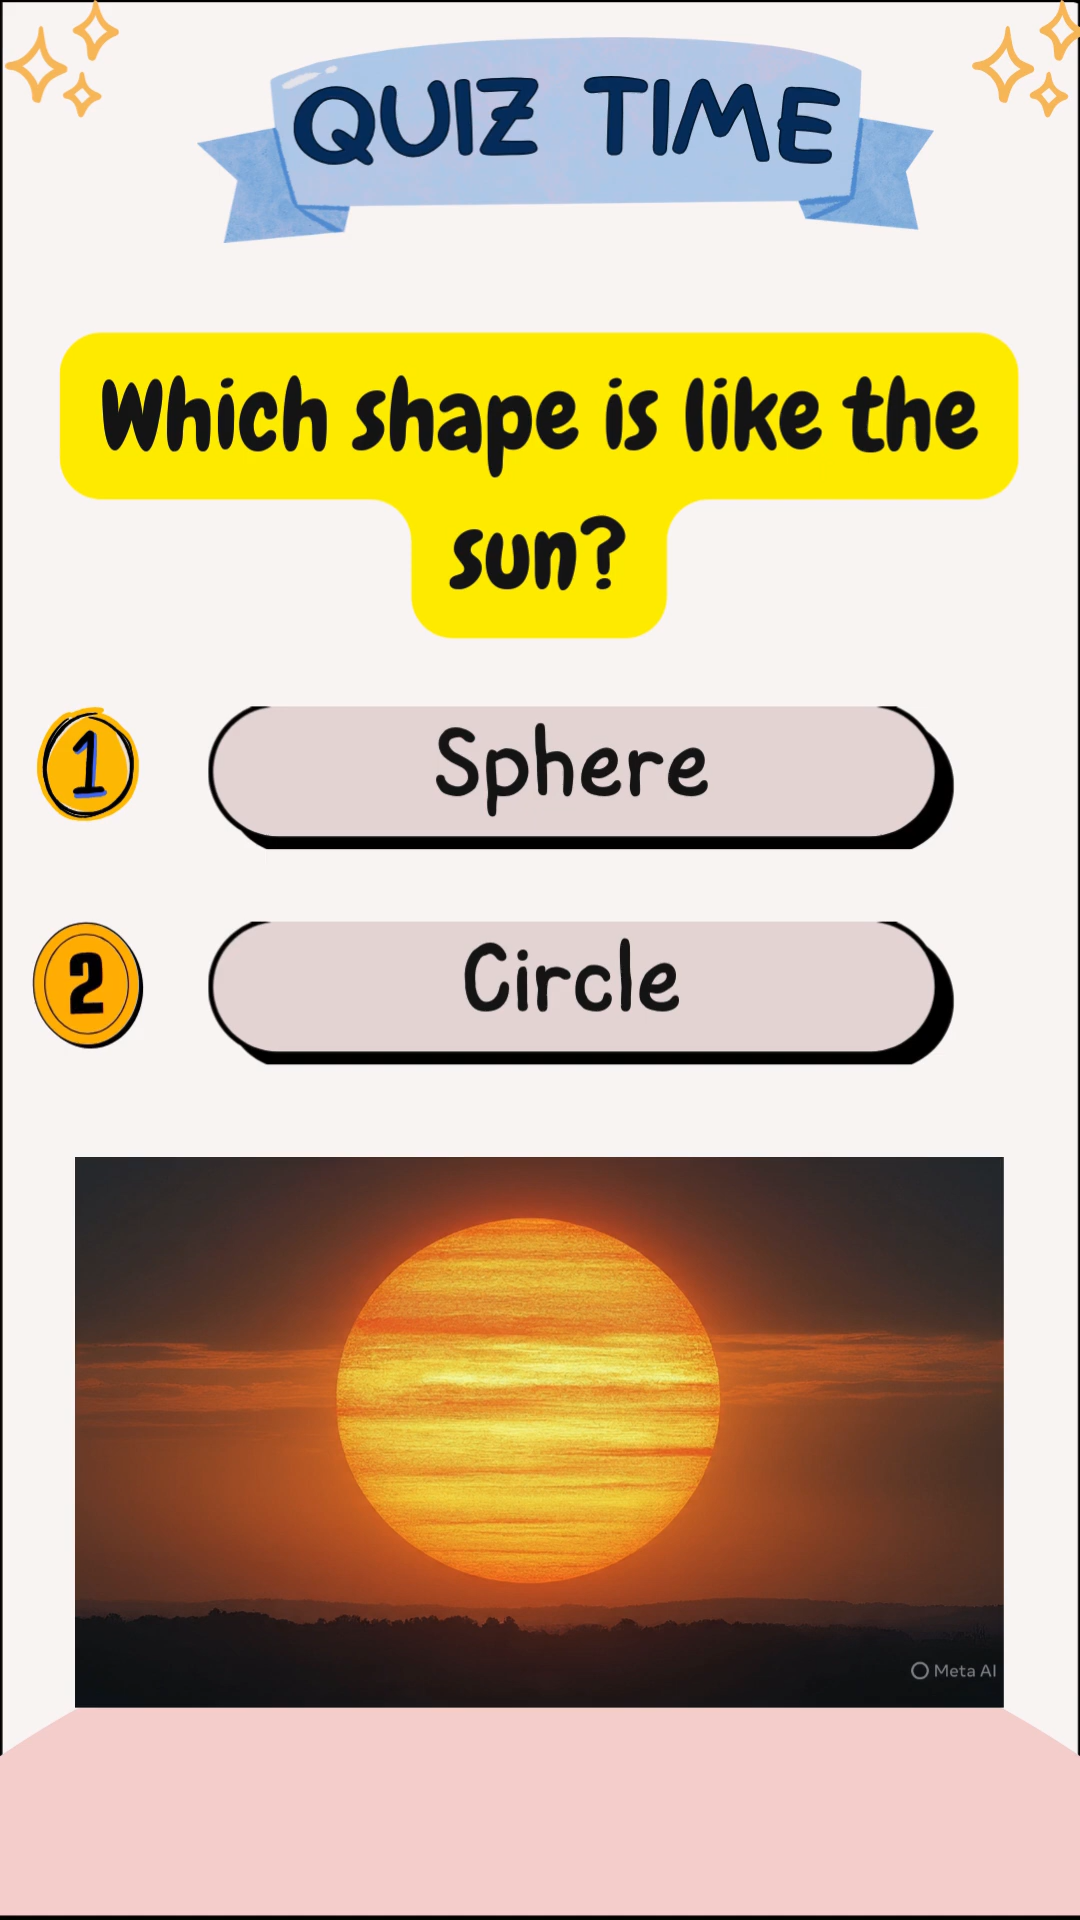 QUIZ TIME
Which shape is like the
sun?
1
Sphere
2
Circle
Meta AI